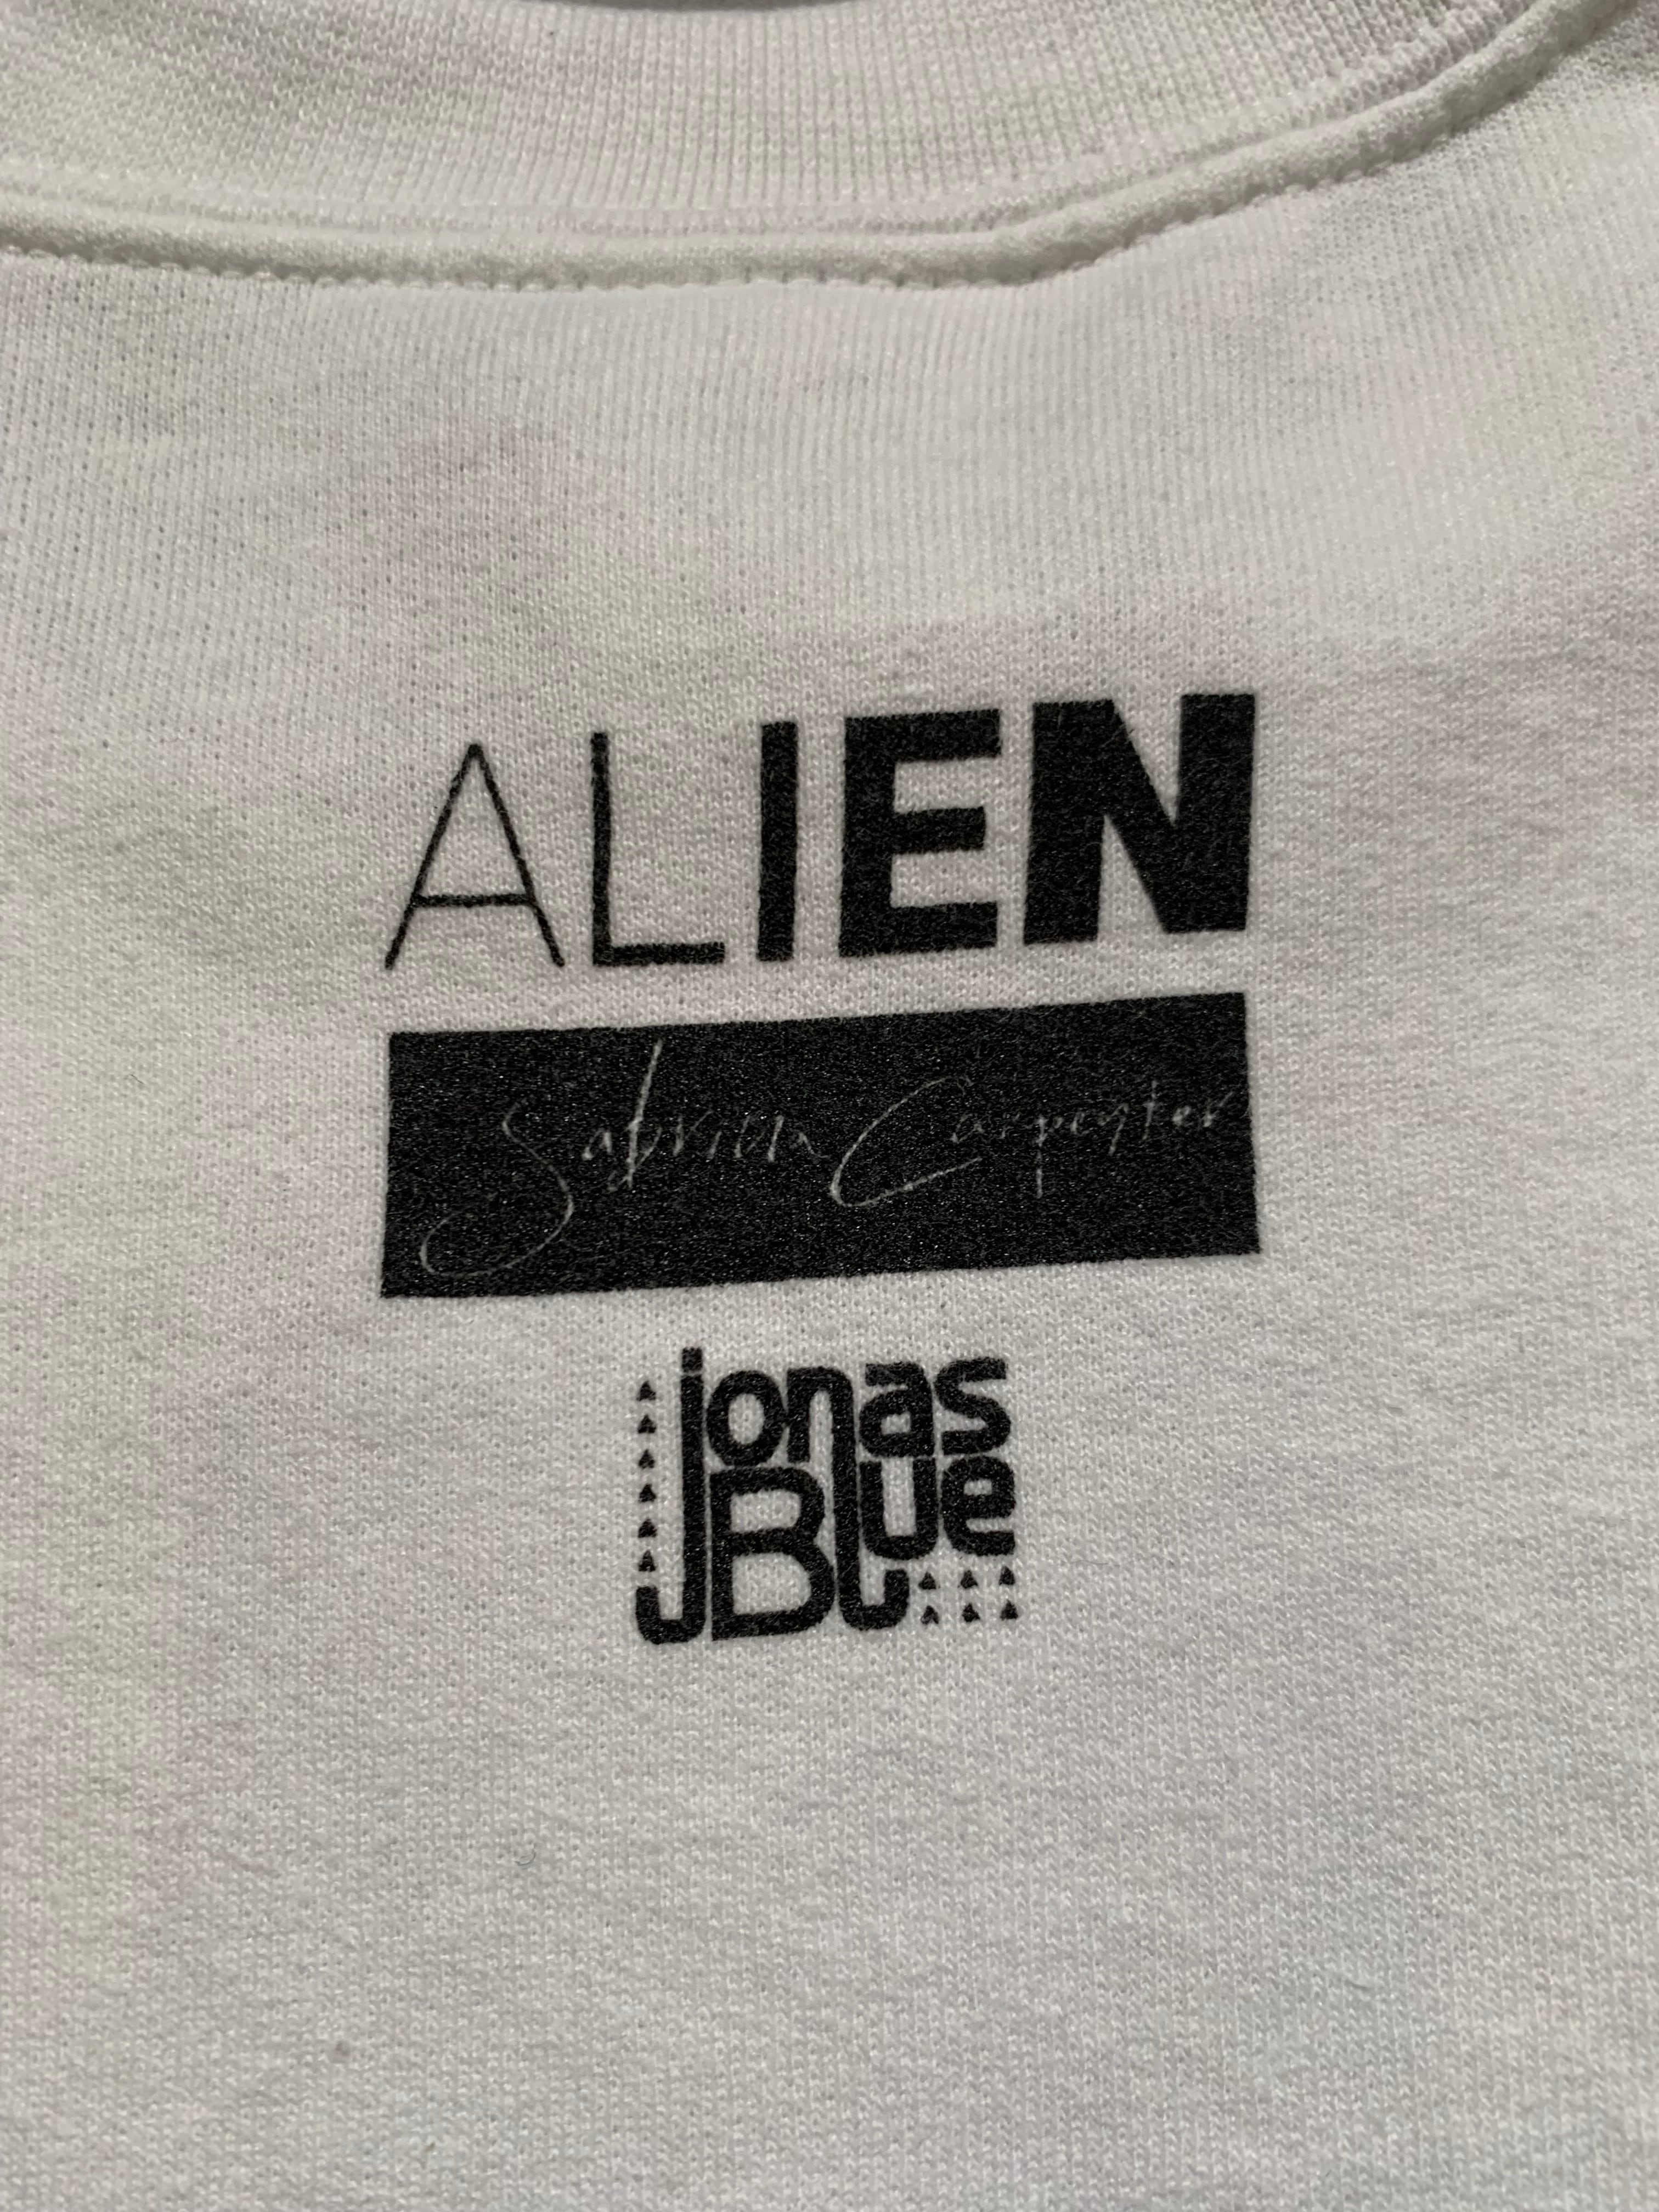 ALIEN
Sabrina Carpenter
jonas
Blue